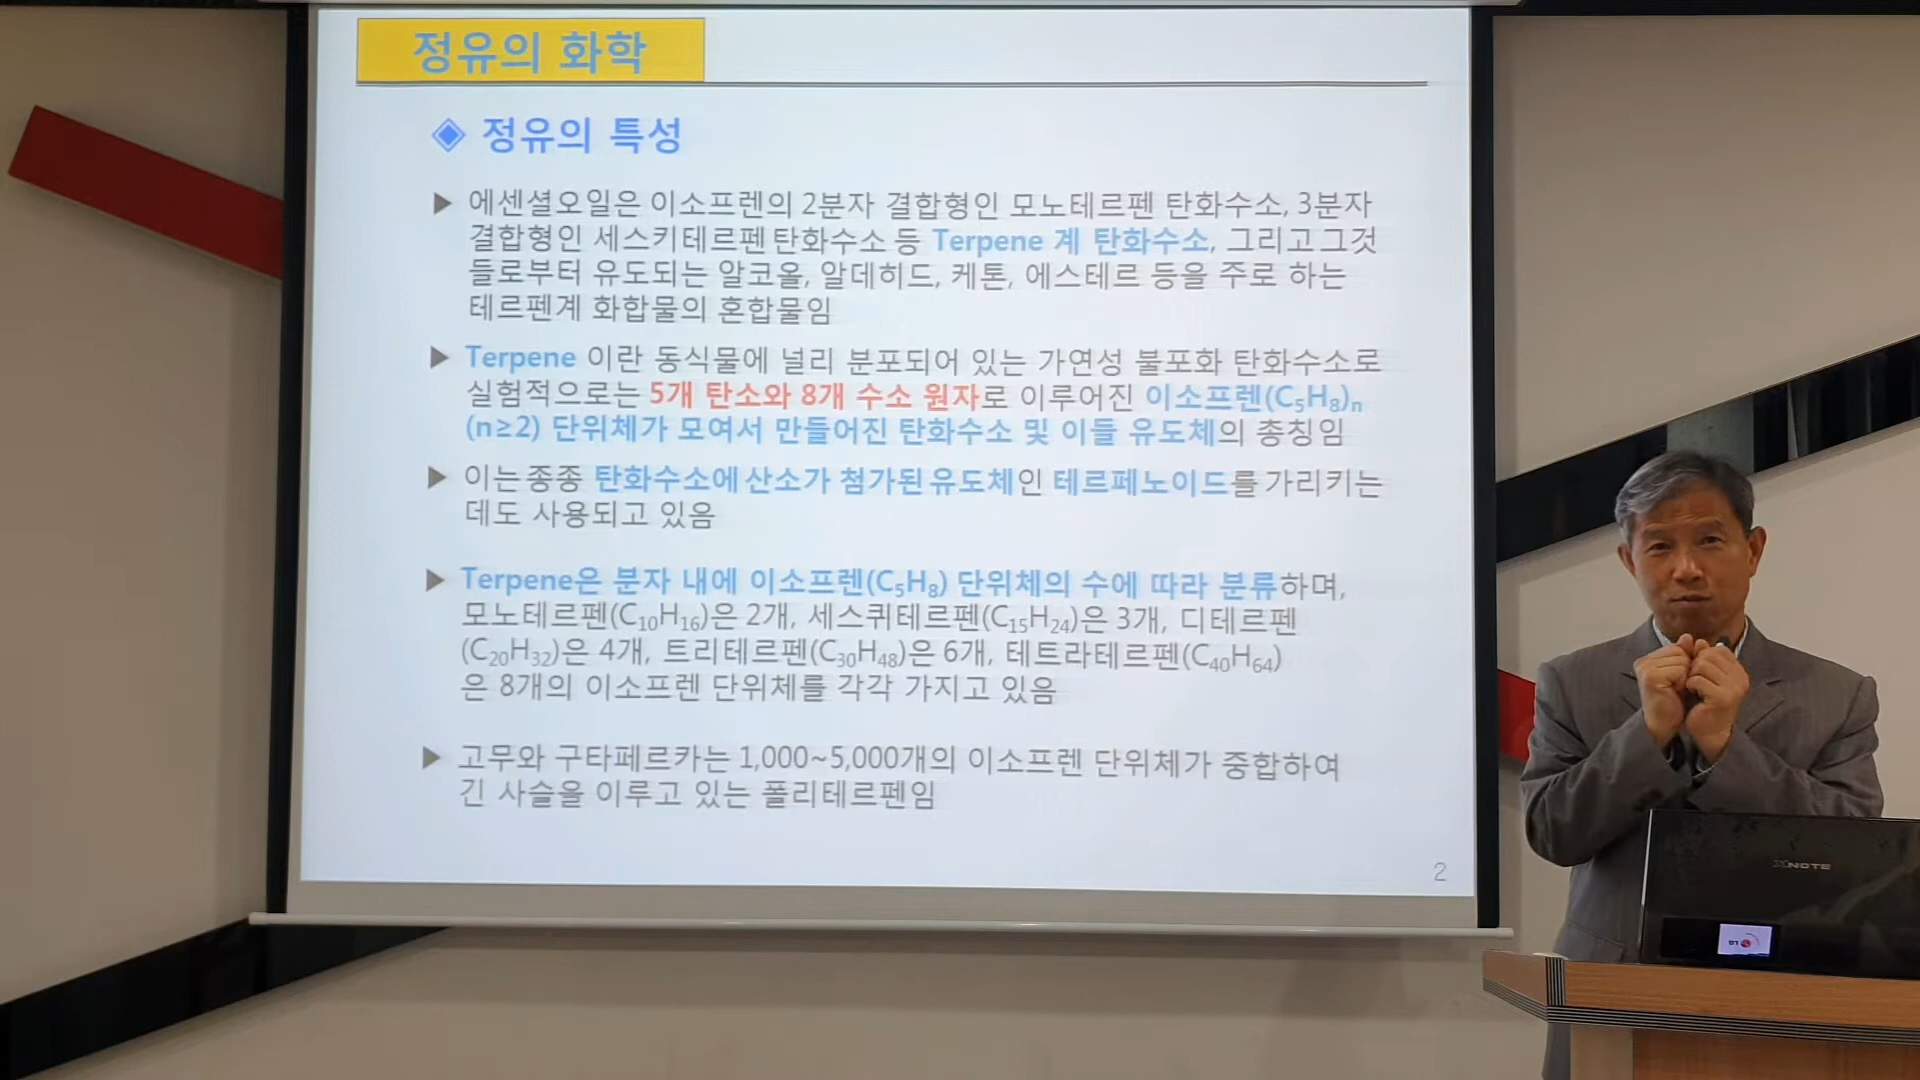 정유의 화학
◈ 정유의 특성
▶ 에센셜오일은 이소프렌의 2분자 결합형인 모노테르펜 탄화수소, 3분자
결합형인 세스키테르펜 탄화수소 등 Terpene 계 탄화수소, 그리고 그것
들로부터 유도되는 알코올, 알데히드, 케톤, 에스테르 등을 주로 하는
테르펜계 화합물의 혼합물임
▶ Terpene 이란 동식물에 널리 분포되어 있는 가연성 불포화 탄화수소로
실험적으로는 5개 탄소와 8개 수소 원자로 이루어진 이소프렌(C₅H₈)ₙ
(n≥2) 단위체가 모여서 만들어진 탄화수소 및 이들 유도체의 총칭임
▶ 이는 종종 탄화수소에 산소가 첨가된 유도체인 테르페노이드를 가리키는
데도 사용되고 있음
▶ Terpene은 분자 내에 이소프렌(C₅H₈) 단위체의 수에 따라 분류하며,
모노테르펜(C₁₀H₁₆)은 2개, 세스퀴테르펜(C₁₅H₂₄)은 3개, 디테르펜
(C₂₀H₃₂)은 4개, 트리테르펜(C₃₀H₄₈)은 6개, 테트라테르펜(C₄₀H₆₄)
은 8개의 이소프렌 단위체를 각각 가지고 있음
▶ 고무와 구타페르카는 1,000~5,000개의 이소프렌 단위체가 중합하여
긴 사슬을 이루고 있는 폴리테르펜임
2
XNOTE